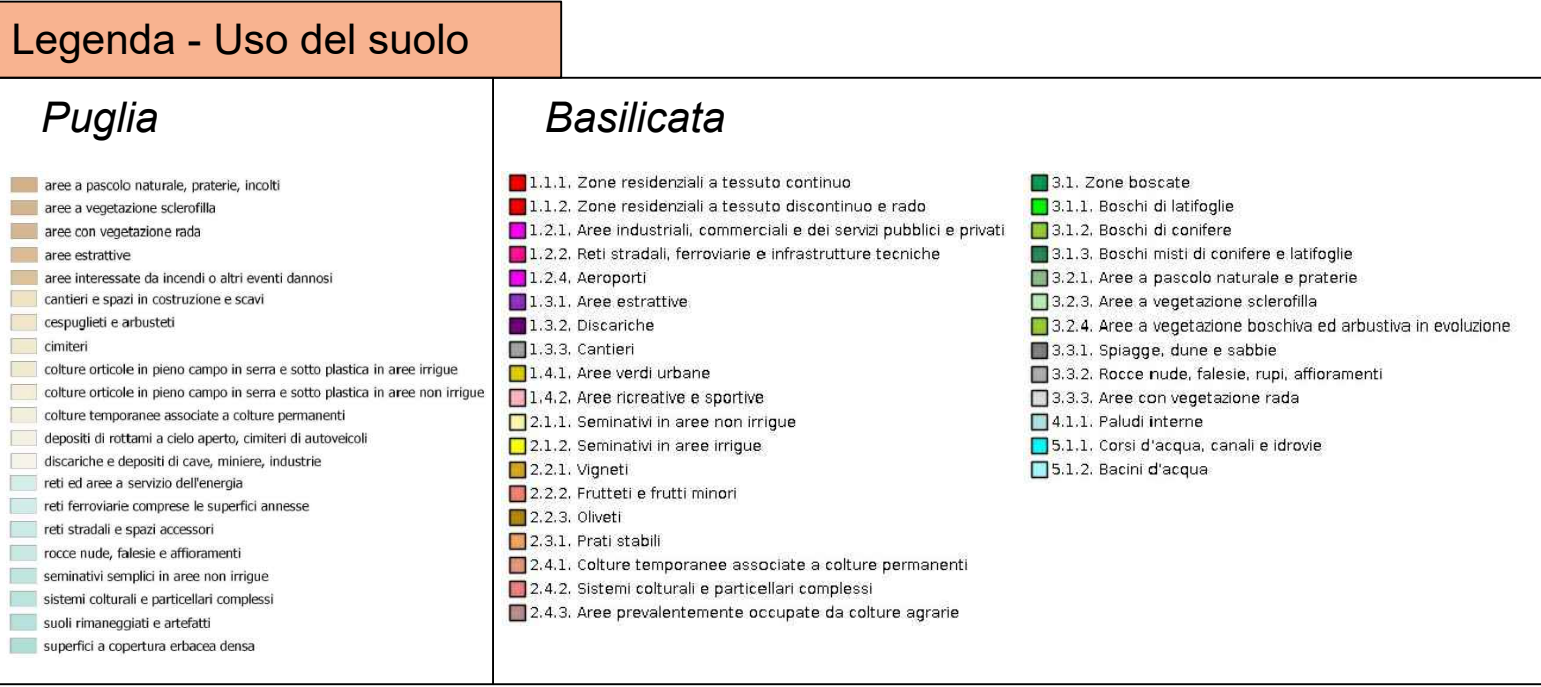 Legenda - Uso del suolo
Puglia
aree a pascolo naturale, praterie, incolti
aree a vegetazione sclerofilla
aree con vegetazione rada
aree estrattive
aree interessate da incendi o altri eventi dannosi
cantieri e spazi in costruzione e scavi
cespuglieti e arbusteti
cimiteri
colture orticole in pieno campo in serra e sotto plastica in aree irrigue
colture orticole in pieno campo in serra e sotto plastica in aree non irrigue
colture temporanee associate a colture permanenti
depositi di rottami a cielo aperto, cimiteri di autoveicoli
discariche e depositi di cave, miniere, industrie
reti ed aree a servizio dell'energia
reti ferroviarie comprese le superfici annesse
reti stradali e spazi accessori
rocce nude, falesie e affioramenti
seminativi semplici in aree non irrigue
sistemi colturali e particellari complessi
suoli rimaneggiati e artefatti
superfici a copertura erbacea densa
Basilicata
1.1.1. Zone residenziali a tessuto continuo
1.1.2. Zone residenziali a tessuto discontinuo e rado
1.2.1. Aree industriali, commerciali e dei servizi pubblici e privati
1.2.2. Reti stradali, ferroviarie e infrastrutture tecniche
1.2.4. Aeroporti
1.3.1. Aree estrattive
1.3.2. Discariche
1.3.3. Cantieri
1.4.1. Aree verdi urbane
1.4.2. Aree ricreative e sportive
2.1.1. Seminativi in aree non irrigue
2.1.2. Seminativi in aree irrigue
2.2.1. Vigneti
2.2.2. Frutteti e frutti minori
2.2.3. Oliveti
2.3.1. Prati stabili
2.4.1. Colture temporanee associate a colture permanenti
2.4.2. Sistemi colturali e particellari complessi
2.4.3. Aree prevalentemente occupate da colture agrarie
3.1. Zone boscate
3.1.1. Boschi di latifoglie
3.1.2. Boschi di conifere
3.1.3. Boschi misti di conifere e latifoglie
3.2.1. Aree a pascolo naturale e praterie
3.2.3. Aree a vegetazione sclerofilla
3.2.4. Aree a vegetazione boschiva ed arbustiva in evoluzione
3.3.1. Spiagge, dune e sabbie
3.3.2. Rocce nude, falesie, rupi, affioramenti
3.3.3. Aree con vegetazione rada
4.1.1. Paludi interne
5.1.1. Corsi d'acqua, canali e idrovie
5.1.2. Bacini d'acqua